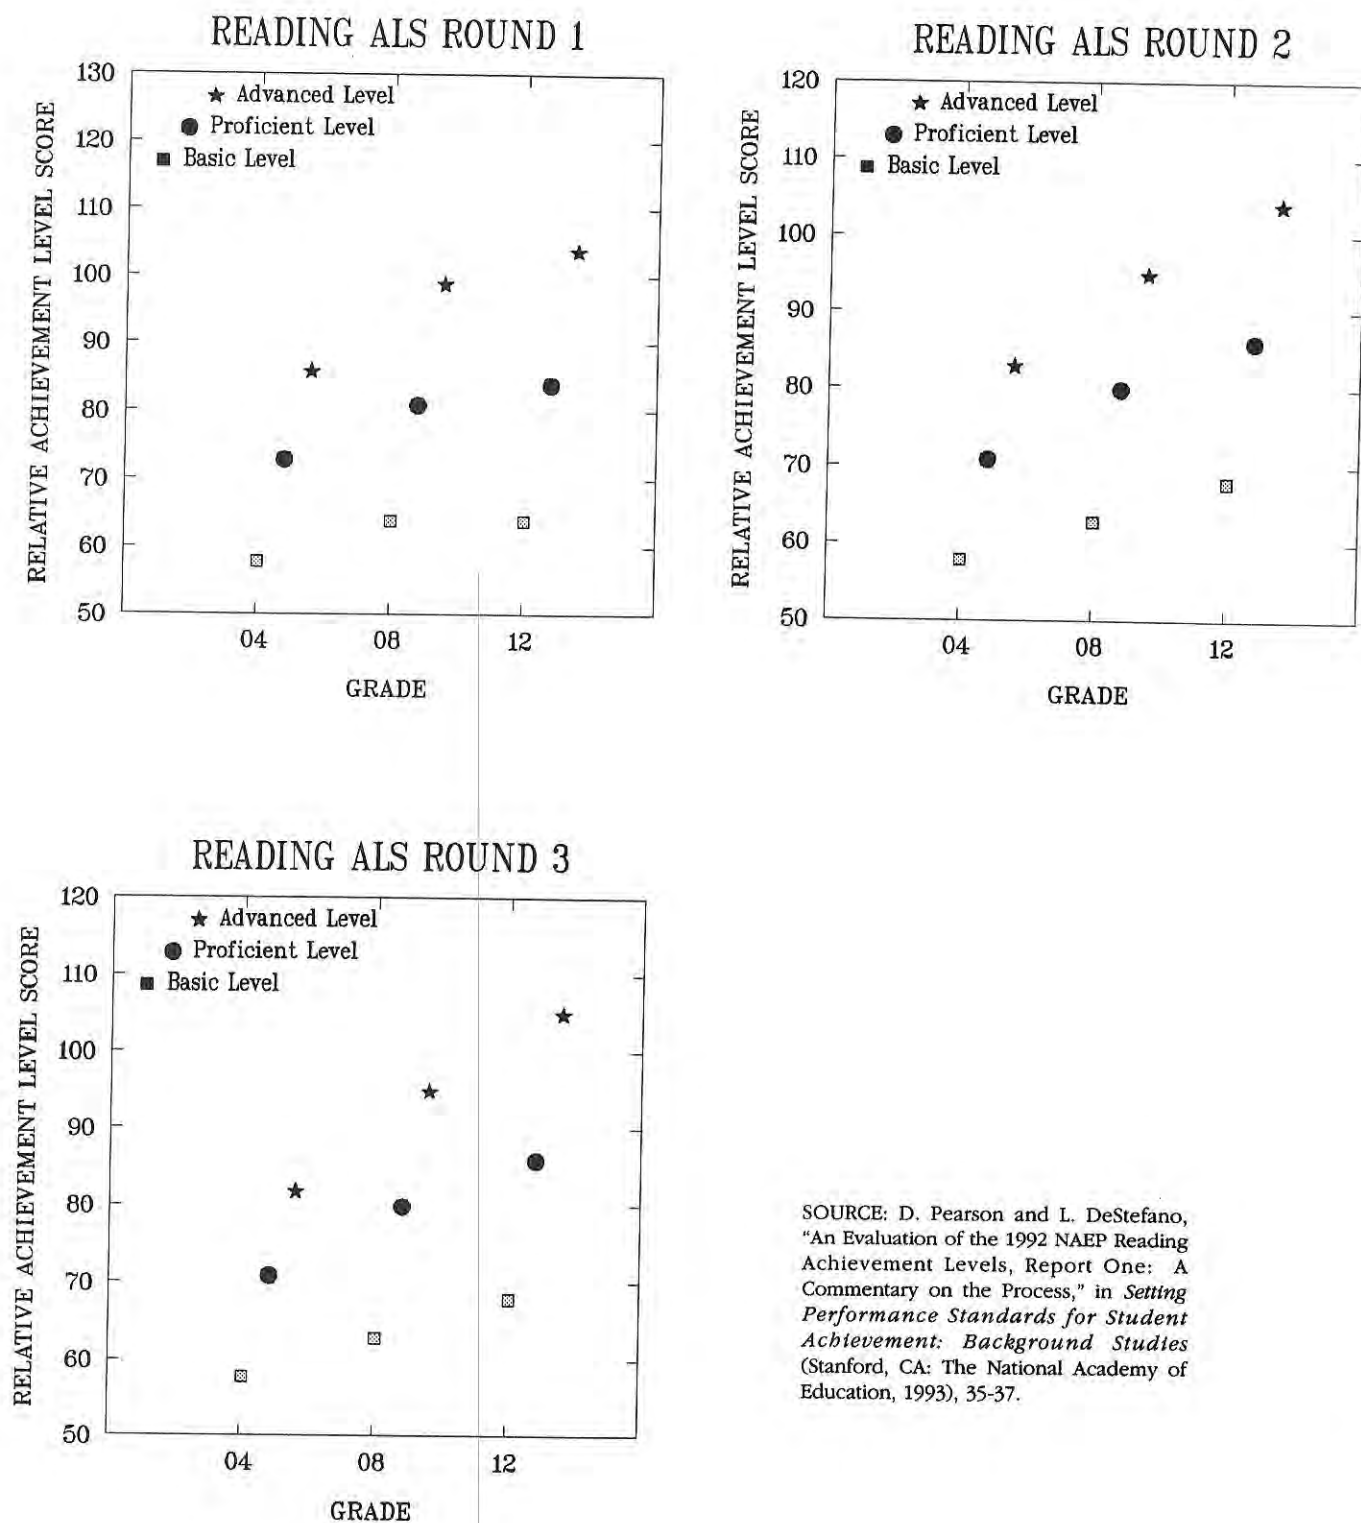 READING ALS ROUND 1
130
120
110
100
90
80
70
60
50
RELATIVE ACHIEVEMENT LEVEL SCORE
★ Advanced Level
● Proficient Level
■ Basic Level
04 08 12
GRADE
READING ALS ROUND 2
120
110
100
90
80
70
60
50
RELATIVE ACHIEVEMENT LEVEL SCORE
★ Advanced Level
● Proficient Level
■ Basic Level
04 08 12
GRADE
READING ALS ROUND 3
120
110
100
90
80
70
60
50
RELATIVE ACHIEVEMENT LEVEL SCORE
★ Advanced Level
● Proficient Level
■ Basic Level
04 08 12
GRADE
SOURCE: D. Pearson and L. DeStefano,
“An Evaluation of the 1992 NAEP Reading
Achievement Levels, Report One: A
Commentary on the Process,” in Setting
Performance Standards for Student
Achievement: Background Studies
(Stanford, CA: The National Academy of
Education, 1993), 35-37.